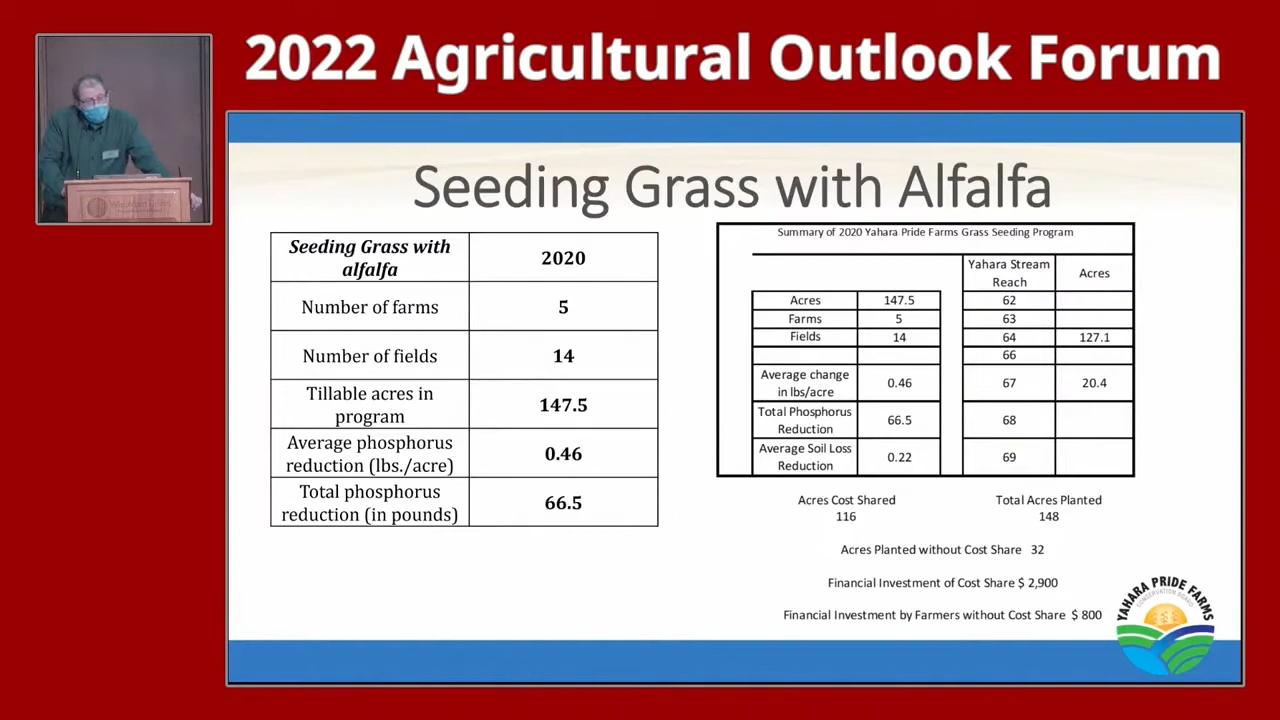 2022 Agricultural Outlook Forum
Seeding Grass with Alfalfa
Seeding Grass with
alfalfa
2020
Number of farms
5
Number of fields
14
Tillable acres in
program
147.5
Average phosphorus
reduction (lbs./acre)
0.46
Total phosphorus
reduction (in pounds)
66.5
Summary of 2020 Yahara Pride Farms Grass Seeding Program
Yahara Stream
Reach
Acres
Acres
147.5
62
Farms
5
63
Fields
14
64
127.1
66
Average change
in lbs/acre
0.46
67
20.4
Total Phosphorus
Reduction
66.5
68
Average Soil Loss
Reduction
0.22
69
Acres Cost Shared
116
Total Acres Planted
148
Acres Planted without Cost Share 32
Financial Investment of Cost Share $ 2,900
Financial Investment by Farmers without Cost Share $ 800
YAHARA PRIDE FARMS
CONSERVATION BOARD